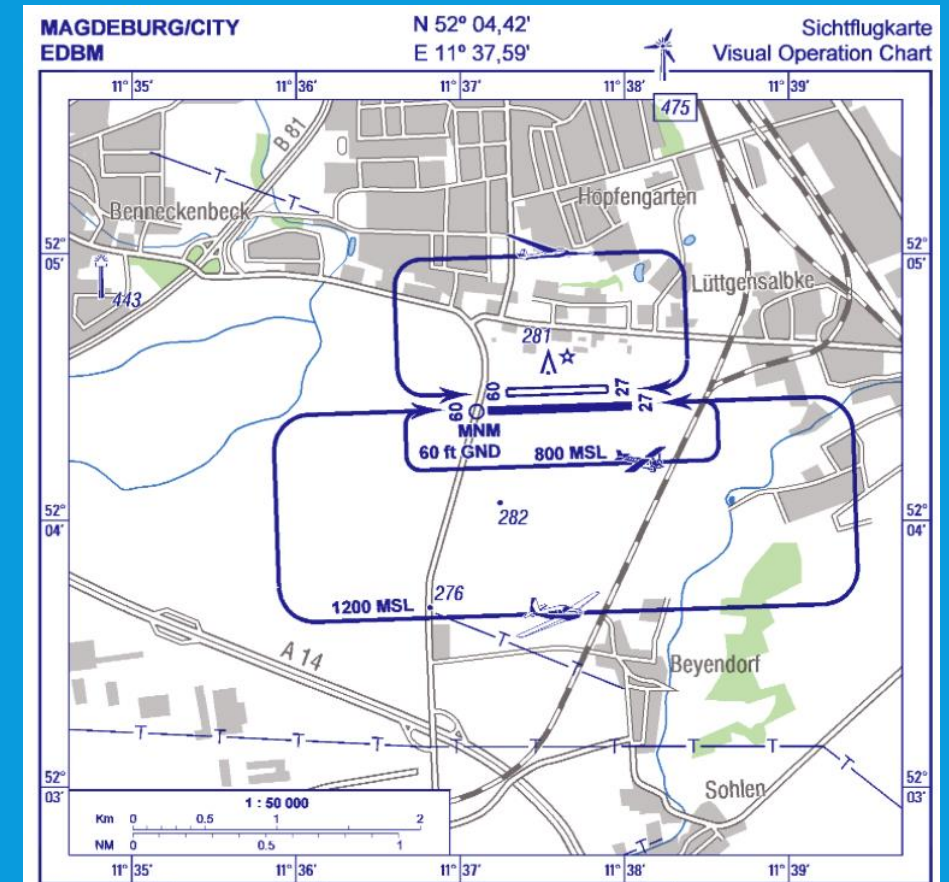 MAGDEBURG/CITY
EDBM
N 52° 04,42'
E 11° 37,59'
Sichtflugkarte
Visual Operation Chart
11° 35' 11° 36' 11° 37' 11° 38' 11° 39'
475
B 81
T
T
Benneckenbeck
Hopfengarten
52°
05'
52°
05'
443
Lüttgensalbke
281
09 27
09 27
MNM
60 ft GND
800 MSL
282
52°
04'
52°
04'
276
1200 MSL
T
A 14
T
Beyendorf
T T T T T T T T T
T
Sohlen
52°
03'
52°
03'
1 : 50 000
Km 0 0.5 1 2
NM 0 0.5 1
T
11° 35' 11° 36' 11° 37' 11° 38' 11° 39'